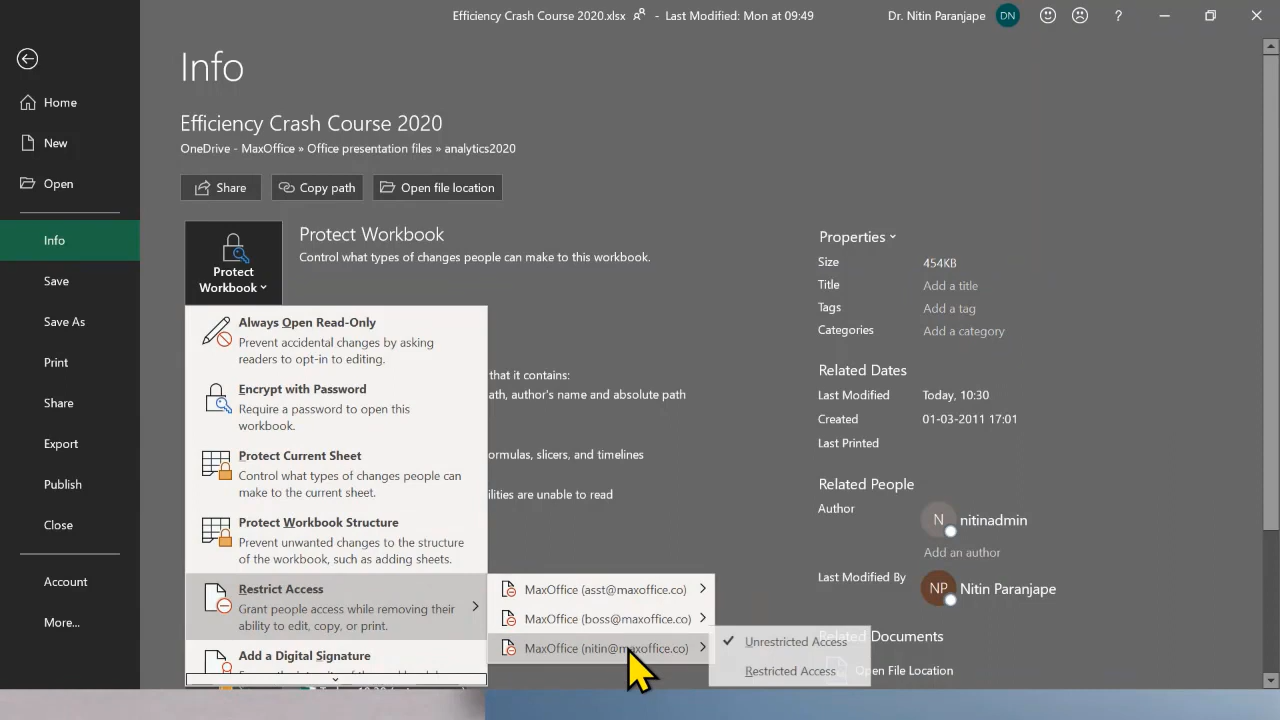 Efficiency Crash Course 2020.xlsx - Last Modified: Mon at 09:49
Dr. Nitin Paranjape DN ?
Home
New
Open
Info
Save
Save As
Print
Share
Export
Publish
Close
Account
More...
Info
Efficiency Crash Course 2020
OneDrive - MaxOffice » Office presentation files » analytics2020
Share Copy path Open file location
Protect Workbook
Protect Workbook
Control what types of changes people can make to this workbook.
Always Open Read-Only
Prevent accidental changes by asking
readers to opt-in to editing.
Encrypt with Password
Require a password to open this
workbook.
Protect Current Sheet
Control what types of changes people can
make to the current sheet.
Protect Workbook Structure
Prevent unwanted changes to the structure
of the workbook, such as adding sheets.
Restrict Access
Grant people access while removing their
ability to edit, copy, or print.
Add a Digital Signature
that it contains:
ath, author's name and absolute path
ormulas, slicers, and timelines
ilities are unable to read
MaxOffice (asst@maxoffice.co)
MaxOffice (boss@maxoffice.co)
MaxOffice (nitin@maxoffice.co)
Unrestricted Access
Restricted Access
Properties
Size 454KB
Title Add a title
Tags Add a tag
Categories Add a category
Related Dates
Last Modified Today, 10:30
Created 01-03-2011 17:01
Last Printed
Related People
Author N nitinadmin
Add an author
Last Modified By NP Nitin Paranjape
Related Documents
Open File Location